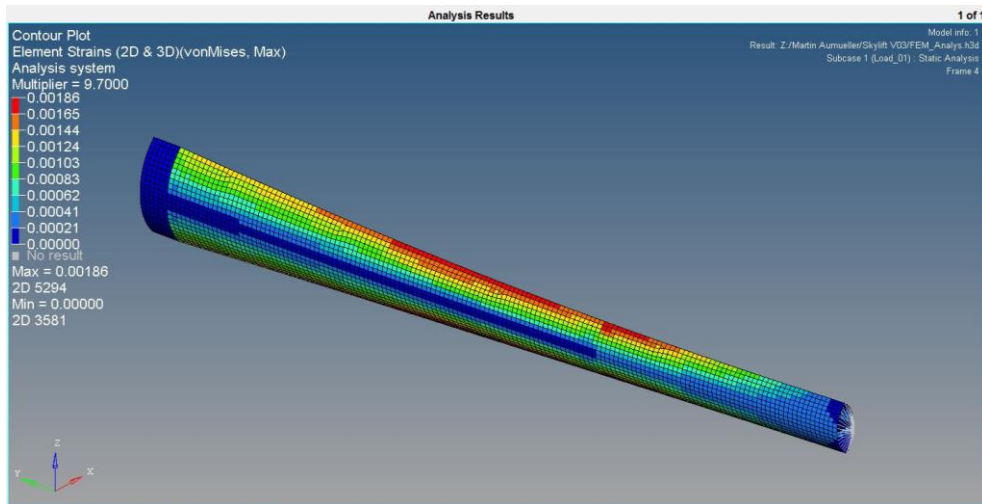 Analysis Results
1 of 1
Contour Plot
Element Strains (2D & 3D)(vonMises, Max)
Analysis system
Multiplier = 9.7000
0.00186
0.00165
0.00144
0.00124
0.00103
0.00083
0.00062
0.00041
0.00021
0.00000
No result
Max = 0.00186
2D 5294
Min = 0.00000
2D 3581
Model info: 1
Result: Z:/Martin Aumueller/Skylift V03/FEM_Analys.h3d
Subcase 1 (Load_01) : Static Analysis
Frame 4
Z
Y
X